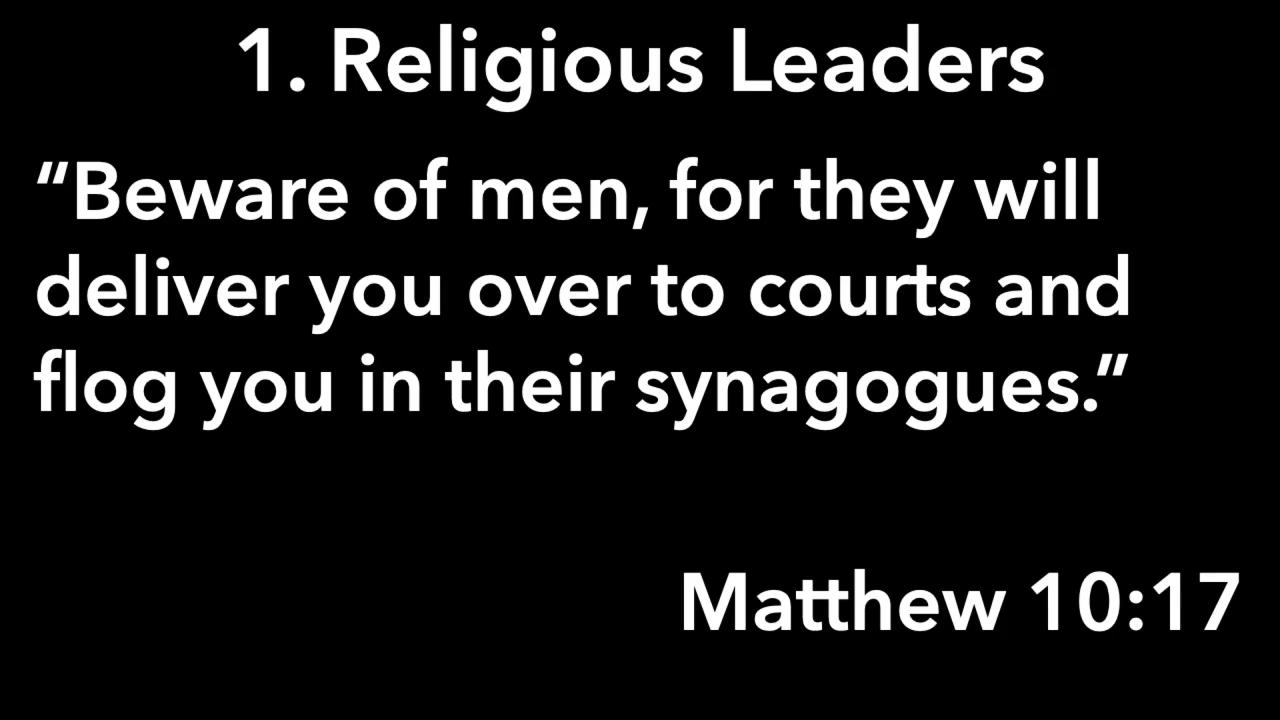 1. Religious Leaders
“Beware of men, for they will
deliver you over to courts and
flog you in their synagogues.”
Matthew 10:17